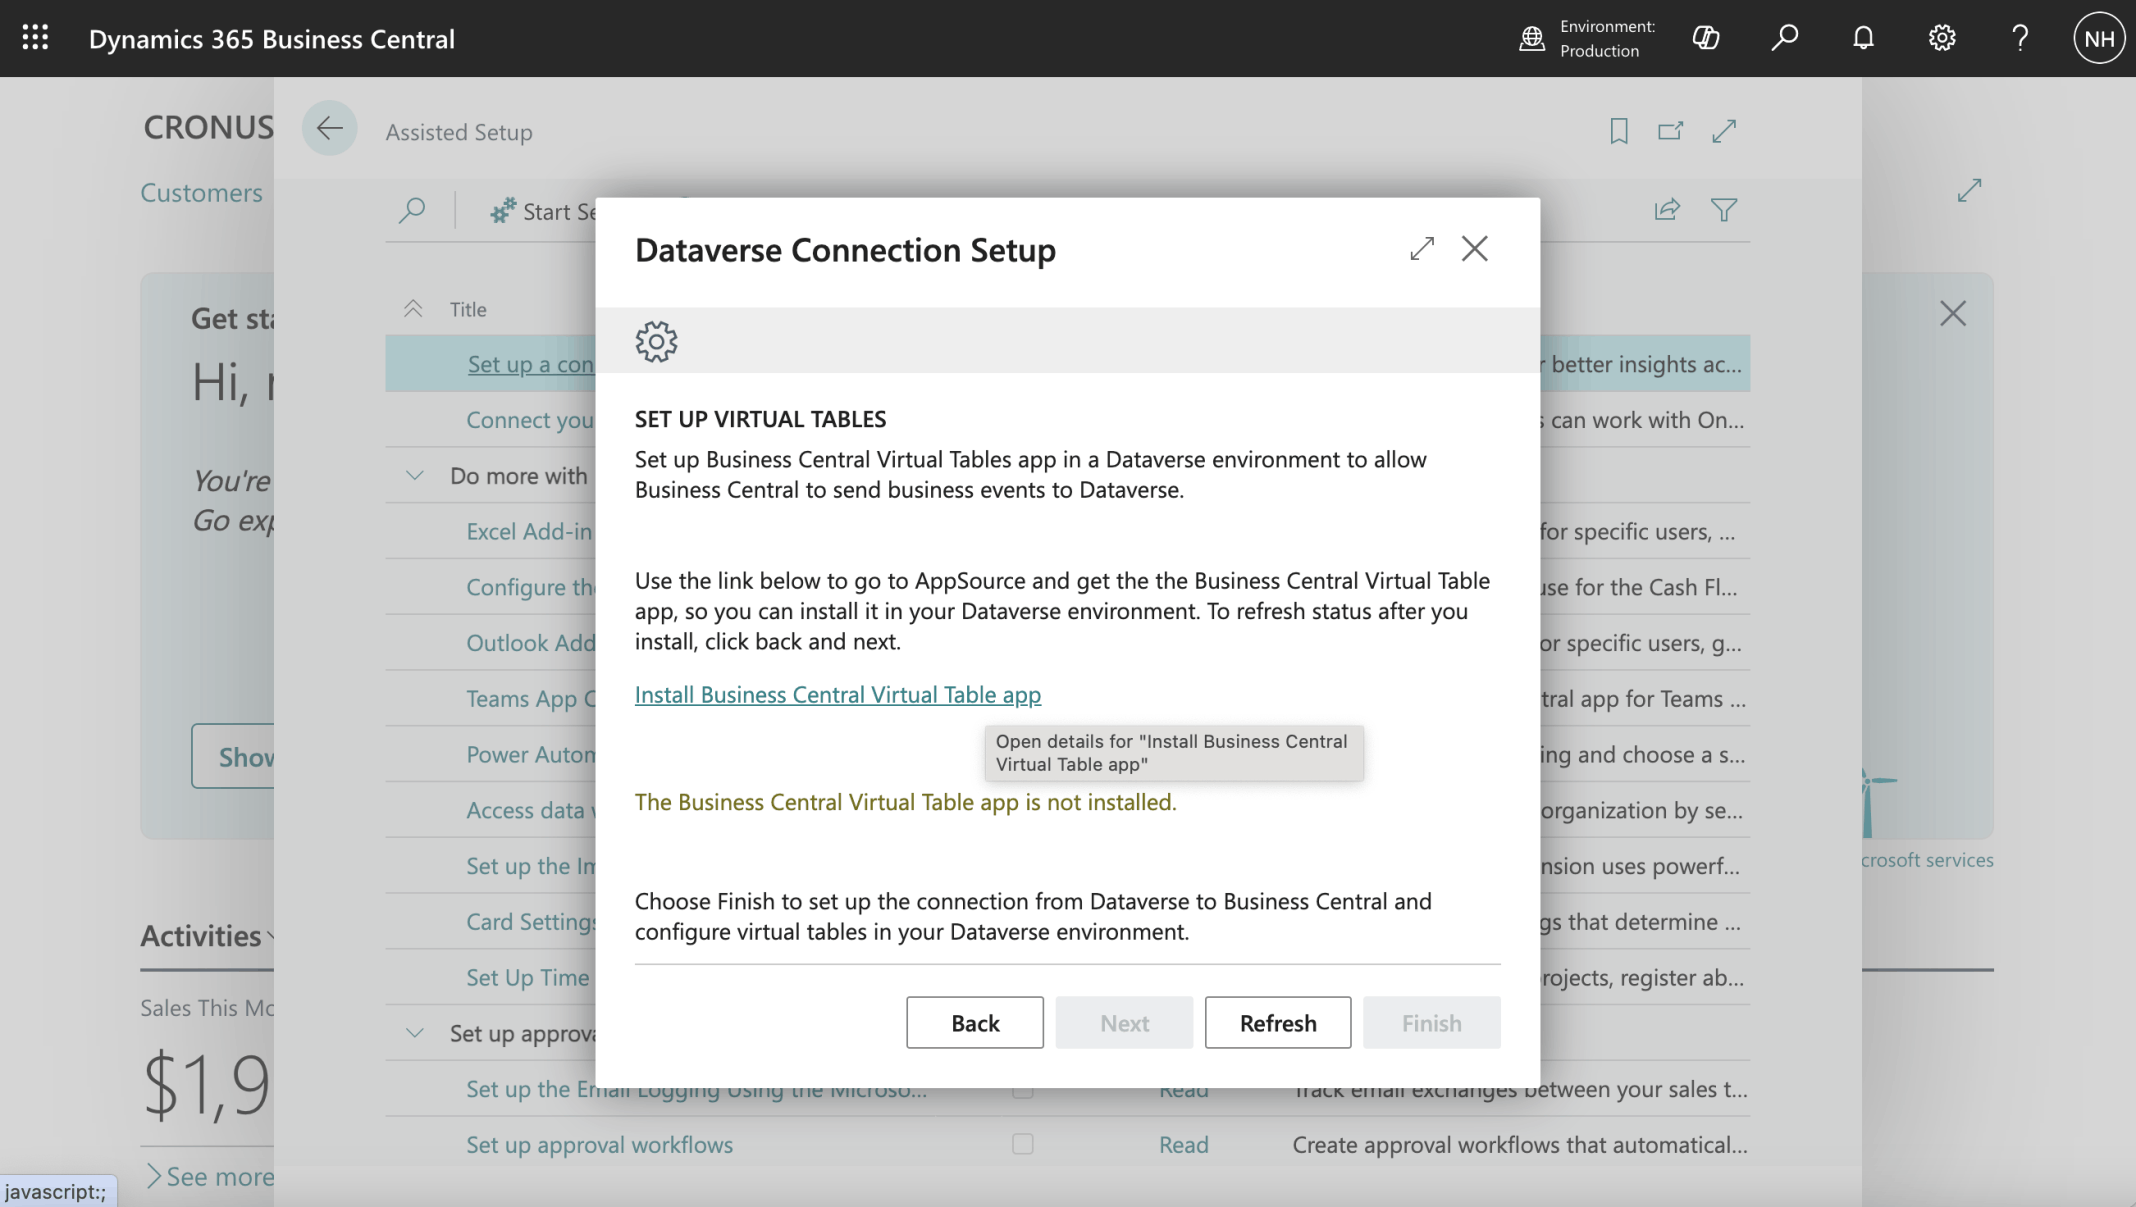 Dynamics 365 Business Central
Environment:
Production
NH
CRONUS
Assisted Setup
Customers
Start Se
Dataverse Connection Setup
Title
Get sta
Hi,
Set up a con
r better insights ac...
Connect you
s can work with On...
SET UP VIRTUAL TABLES
Set up Business Central Virtual Tables app in a Dataverse environment to allow
Business Central to send business events to Dataverse.
You're
Go exp
Do more with
Excel Add-in
for specific users, ...
Use the link below to go to AppSource and get the the Business Central Virtual Table
app, so you can install it in your Dataverse environment. To refresh status after you
install, click back and next.
Configure the
use for the Cash Fl...
Outlook Add
or specific users, g...
Install Business Central Virtual Table app
Teams App C
tral app for Teams ...
Open details for "Install Business Central
Virtual Table app"
Show
Power Autom
ing and choose a s...
The Business Central Virtual Table app is not installed.
Access data
organization by se...
Set up the Im
nsion uses powerf...
crosoft services
Choose Finish to set up the connection from Dataverse to Business Central and
configure virtual tables in your Dataverse environment.
Card Settings
gs that determine ...
Activities
Set Up Time
rojects, register ab...
Sales This Mo
Back
Next
Refresh
Finish
Set up approva
$1,9
Set up the Email Logging Using the Microso...
Read
Track email exchanges between your sales t...
Set up approval workflows
Read
Create approval workflows that automatical...
See more
javascript:;